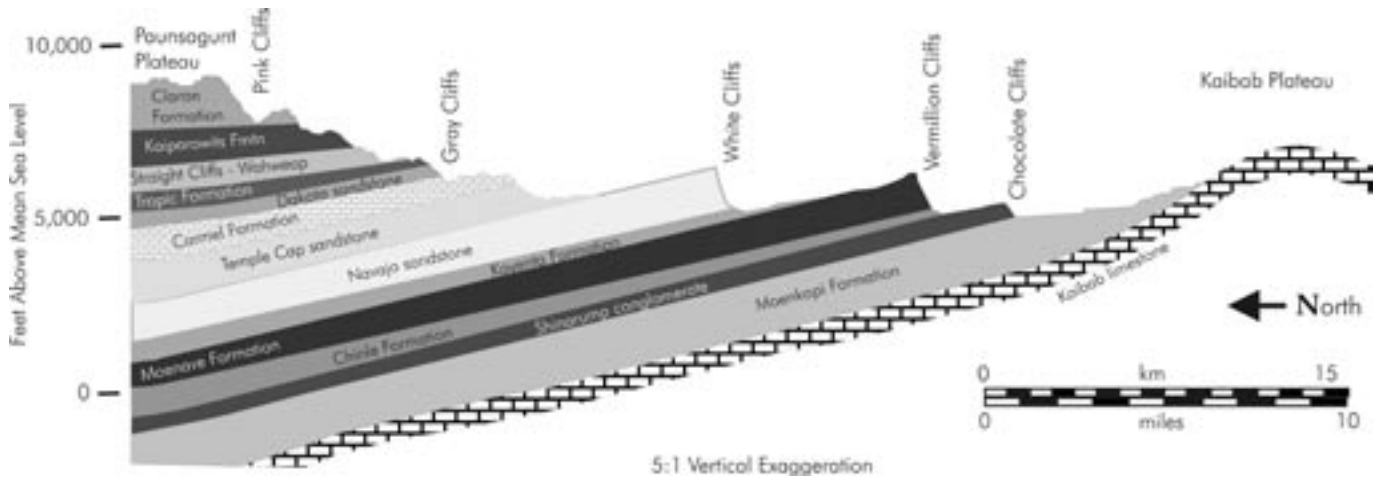 10,000
5,000
0
Feet Above Mean Sea Level
Paunsagunt
Plateau
Pink Cliffs
Gray Cliffs
White Cliffs
Vermillion Cliffs
Chocolate Cliffs
Kaibab Plateau
Claron
Formation
Kaiparowits Fmtn
Straight Cliffs - Wahweap
Tropic Formation
Dakota sandstone
Carmel Formation
Temple Cap sandstone
Navajo sandstone
Kayenta Formation
Moenave Formation
Chinle Formation
Shinarump conglomerate
Moenkopi Formation
Kaibab limestone
North
0 km 15
0 miles 10
5:1 Vertical Exaggeration